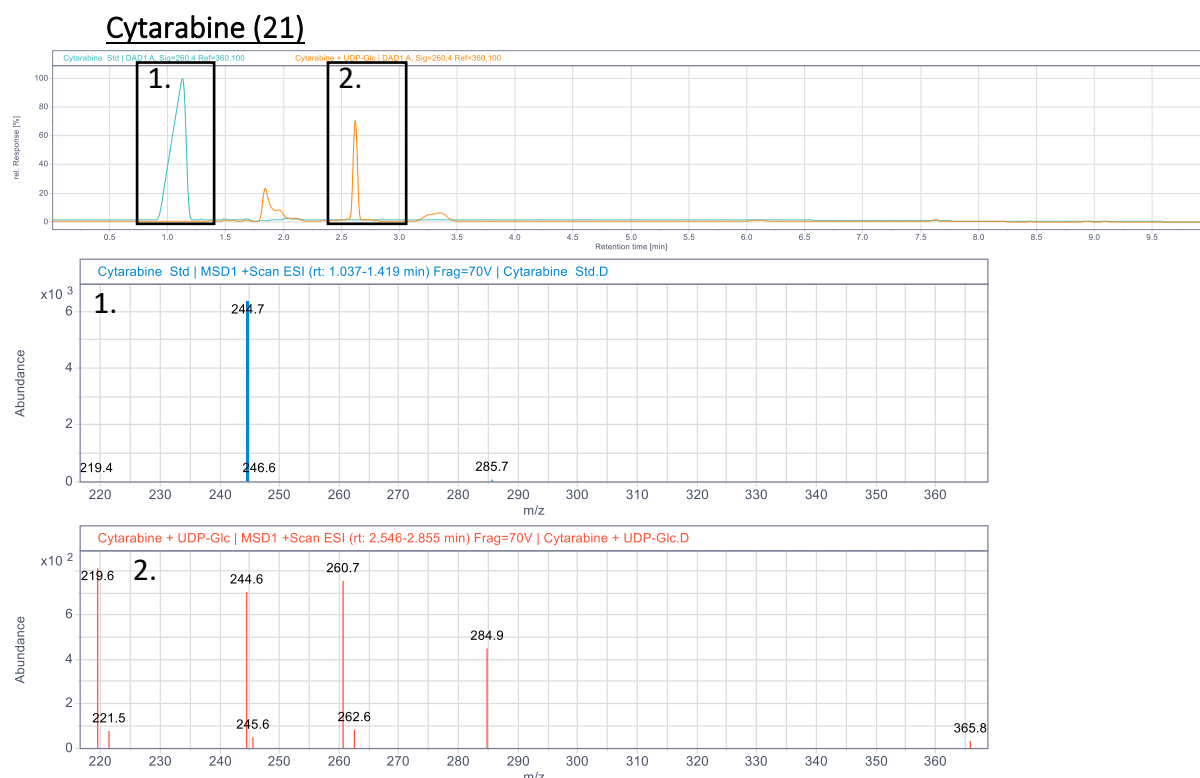 Cytarabine (21)
Cytarabine Std | DAD1 A, Sig=260,4 Ref=360,100
Cytarabine + UDP-Glc | DAD1 A, Sig=260,4 Ref=360,100
1.
2.
rel. Response [%]
100
80
60
40
20
0
0.5 1.0 1.5 2.0 2.5 3.0 3.5 4.0 4.5 5.0 5.5 6.0 6.5 7.0 7.5 8.0 8.5 9.0 9.5
Retention time [min]
Cytarabine Std | MSD1 +Scan ESI (rt: 1.037-1.419 min) Frag=70V | Cytarabine Std.D
x10 3
1.
Abundance
6
4
2
0
244.7
219.4
246.6
285.7
220 230 240 250 260 270 280 290 300 310 320 330 340 350 360
m/z
Cytarabine + UDP-Glc | MSD1 +Scan ESI (rt: 2.546-2.855 min) Frag=70V | Cytarabine + UDP-Glc.D
x10 2
2.
Abundance
6
4
2
0
219.6
244.6
260.7
284.9
221.5
245.6
262.6
365.8
220 230 240 250 260 270 280 290 300 310 320 330 340 350 360
m/z